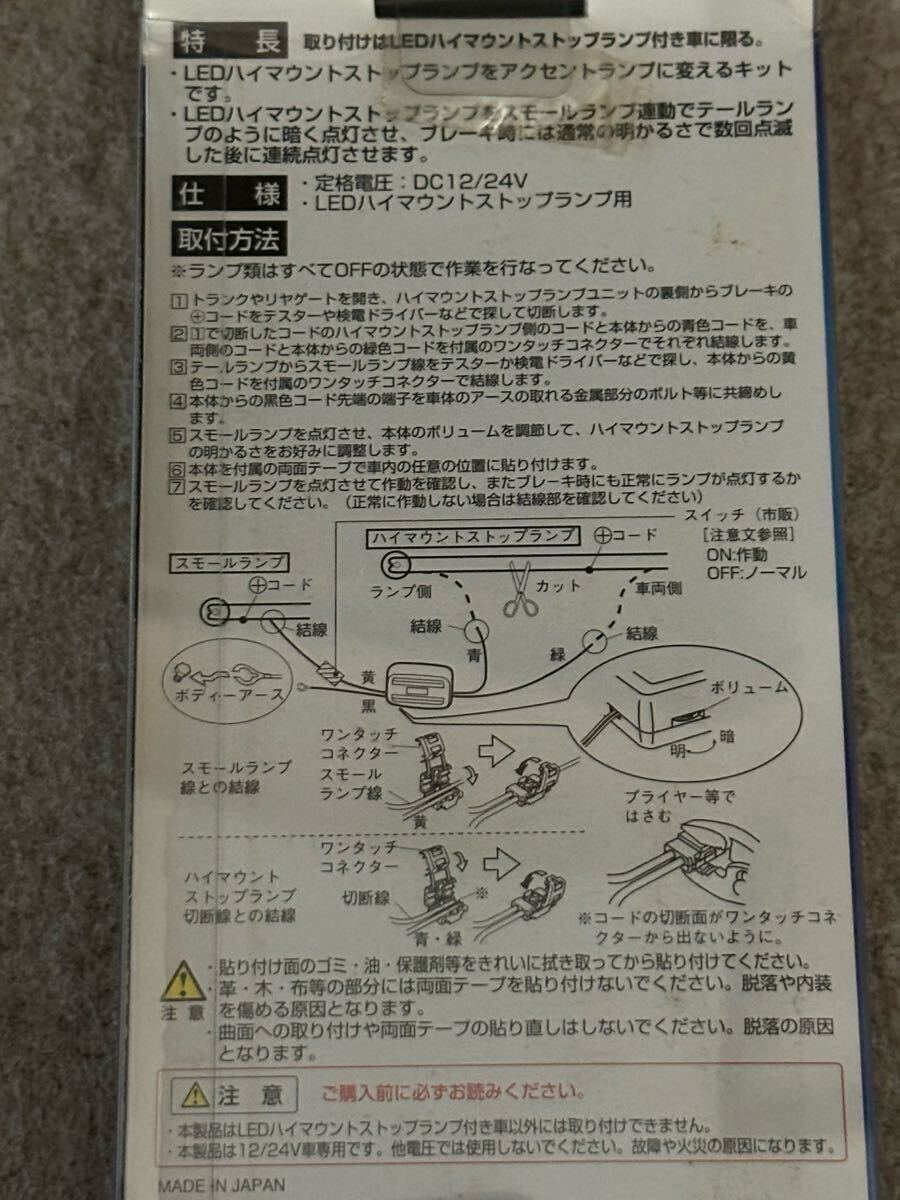 特長 取り付けはLEDハイマウントストップランプ付き車に限る。
・LEDハイマウントストップランプをアクセントランプに変えるキット
です。
・LEDハイマウントストップランプをスモールランプ連動でテールラン
プのように暗く点灯させ、ブレーキ時には通常の明かるさで数回点滅
した後に連続点灯させます。
仕様 ・定格電圧：DC12/24V
・LEDハイマウントストップランプ用
取付方法
※ランプ類はすべてOFFの状態で作業を行なってください。
1 トランクやリヤゲートを開き、ハイマウントストップランプユニットの裏側からブレーキの
⊕コードをテスターや検電ドライバーなどで探して切断します。
2 1で切断したコードのハイマウントストップランプ側のコードと本体からの青色コードを、車
両側のコードと本体からの緑色コードを付属のワンタッチコネクターでそれぞれ結線します。
3 テールランプからスモールランプ線をテスターか検電ドライバーなどで探し、本体からの黄
色コードを付属のワンタッチコネクターで結線します。
4 本体からの黒色コード先端の端子を車体のアースの取れる金属部分のボルト等に共締めし
ます。
5 スモールランプを点灯させ、本体のボリュームを調節して、ハイマウントストップランプ
の明かるさをお好みに調整します。
6 本体を付属の両面テープで車内の任意の位置に貼り付けます。
7 スモールランプを点灯させて作動を確認し、またブレーキ時にも正常にランプが点灯するか
を確認してください。（正常に作動しない場合は結線部を確認してください）
スイッチ（市販）
［注意文参照］
ON:作動
OFF:ノーマル
ハイマウントストップランプ ⊕コード
スモールランプ
⊕コード
ランプ側 カット 車両側
結線
結線
青
緑
結線
黄
黒
ボディーアース
ボリューム
明 暗
ワンタッチ
コネクター
スモール
ランプ線
黄
スモールランプ
線との結線
プライヤー等で
はさむ
ワンタッチ
コネクター
切断線 ※
青・緑
ハイマウント
ストップランプ
切断線との結線
※コードの切断面がワンタッチコネ
クターから出ないように。
注意
・貼り付け面のゴミ・油・保護剤等をきれいに拭き取ってから貼り付けてください。
・革・木・布等の部分には両面テープを貼り付けないでください。脱落や内装
を傷める原因となります。
・曲面への取り付けや両面テープの貼り直しはしないでください。脱落の原因
となります。
注意 ご購入前に必ずお読みください。
・本製品はLEDハイマウントストップランプ付き車以外には取り付けできません。
・本製品は12/24V車専用です。他電圧では使用しないでください。故障や火災の原因になります。
MADE IN JAPAN